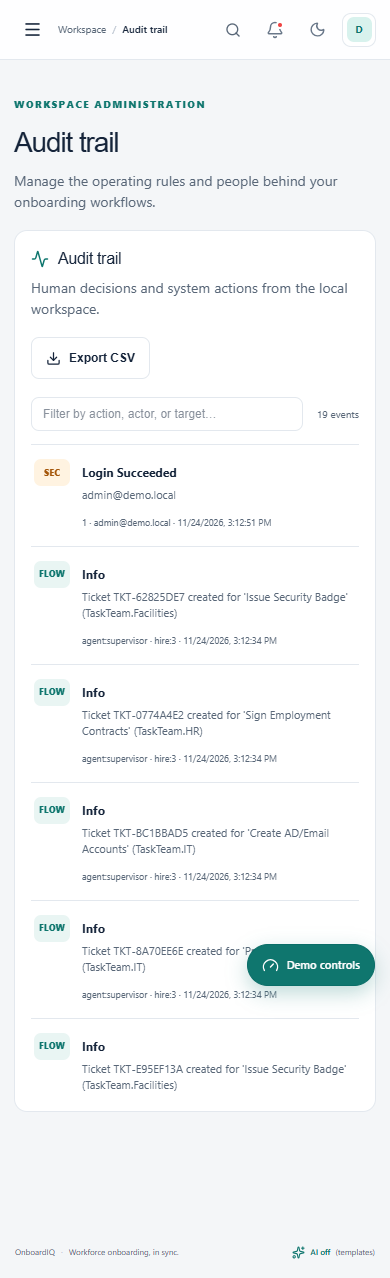 Workspace / Audit trail
D
WORKSPACE ADMINISTRATION
Audit trail
Manage the operating rules and people behind your
onboarding workflows.
Audit trail
Human decisions and system actions from the local
workspace.
Export CSV
Filter by action, actor, or target...
19 events
SEC
Login Succeeded
admin@demo.local
1 · admin@demo.local · 11/24/2026, 3:12:51 PM
FLOW
Info
Ticket TKT-62825DE7 created for 'Issue Security Badge'
(TaskTeam.Facilities)
agent:supervisor · hire:3 · 11/24/2026, 3:12:34 PM
FLOW
Info
Ticket TKT-0774A4E2 created for 'Sign Employment
Contracts' (TaskTeam.HR)
agent:supervisor · hire:3 · 11/24/2026, 3:12:34 PM
FLOW
Info
Ticket TKT-BC1BBAD5 created for 'Create AD/Email
Accounts' (TaskTeam.IT)
agent:supervisor · hire:3 · 11/24/2026, 3:12:34 PM
FLOW
Info
Ticket TKT-8A70EE6E created for
(TaskTeam.IT)
Demo controls
agent:supervisor · hire:3 · 11/24/2026, 3:12:34 PM
FLOW
Info
Ticket TKT-E95EF13A created for 'Issue Security Badge'
(TaskTeam.Facilities)
OnboardIQ · Workforce onboarding, in sync.
AI off (templates)